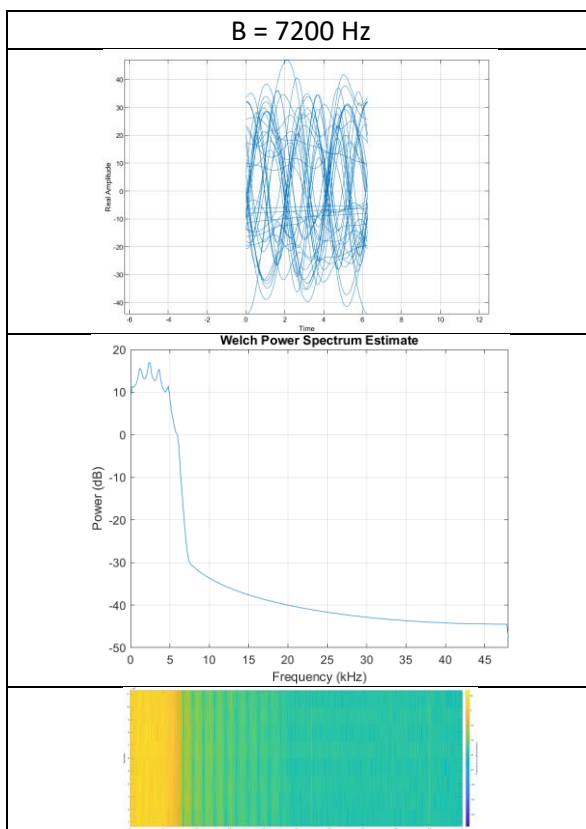 B = 7200 Hz
40
30
20
10
0
-10
-20
-30
-40
Real Amplitude
-6 -4 -2 0 2 4 6 8 10 12
Time
Welch Power Spectrum Estimate
20
10
0
-10
-20
-30
-40
-50
Power (dB)
0 5 10 15 20 25 30 35 40 45
Frequency (kHz)